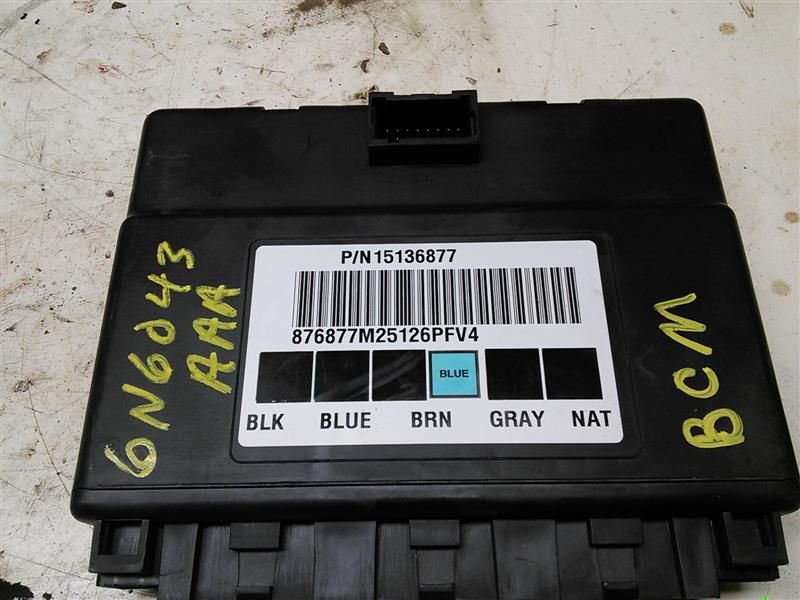 P/N15136877
876877M25126PFV4
BLUE
BLK BLUE BRN GRAY NAT
6N6043
AAA
BCM